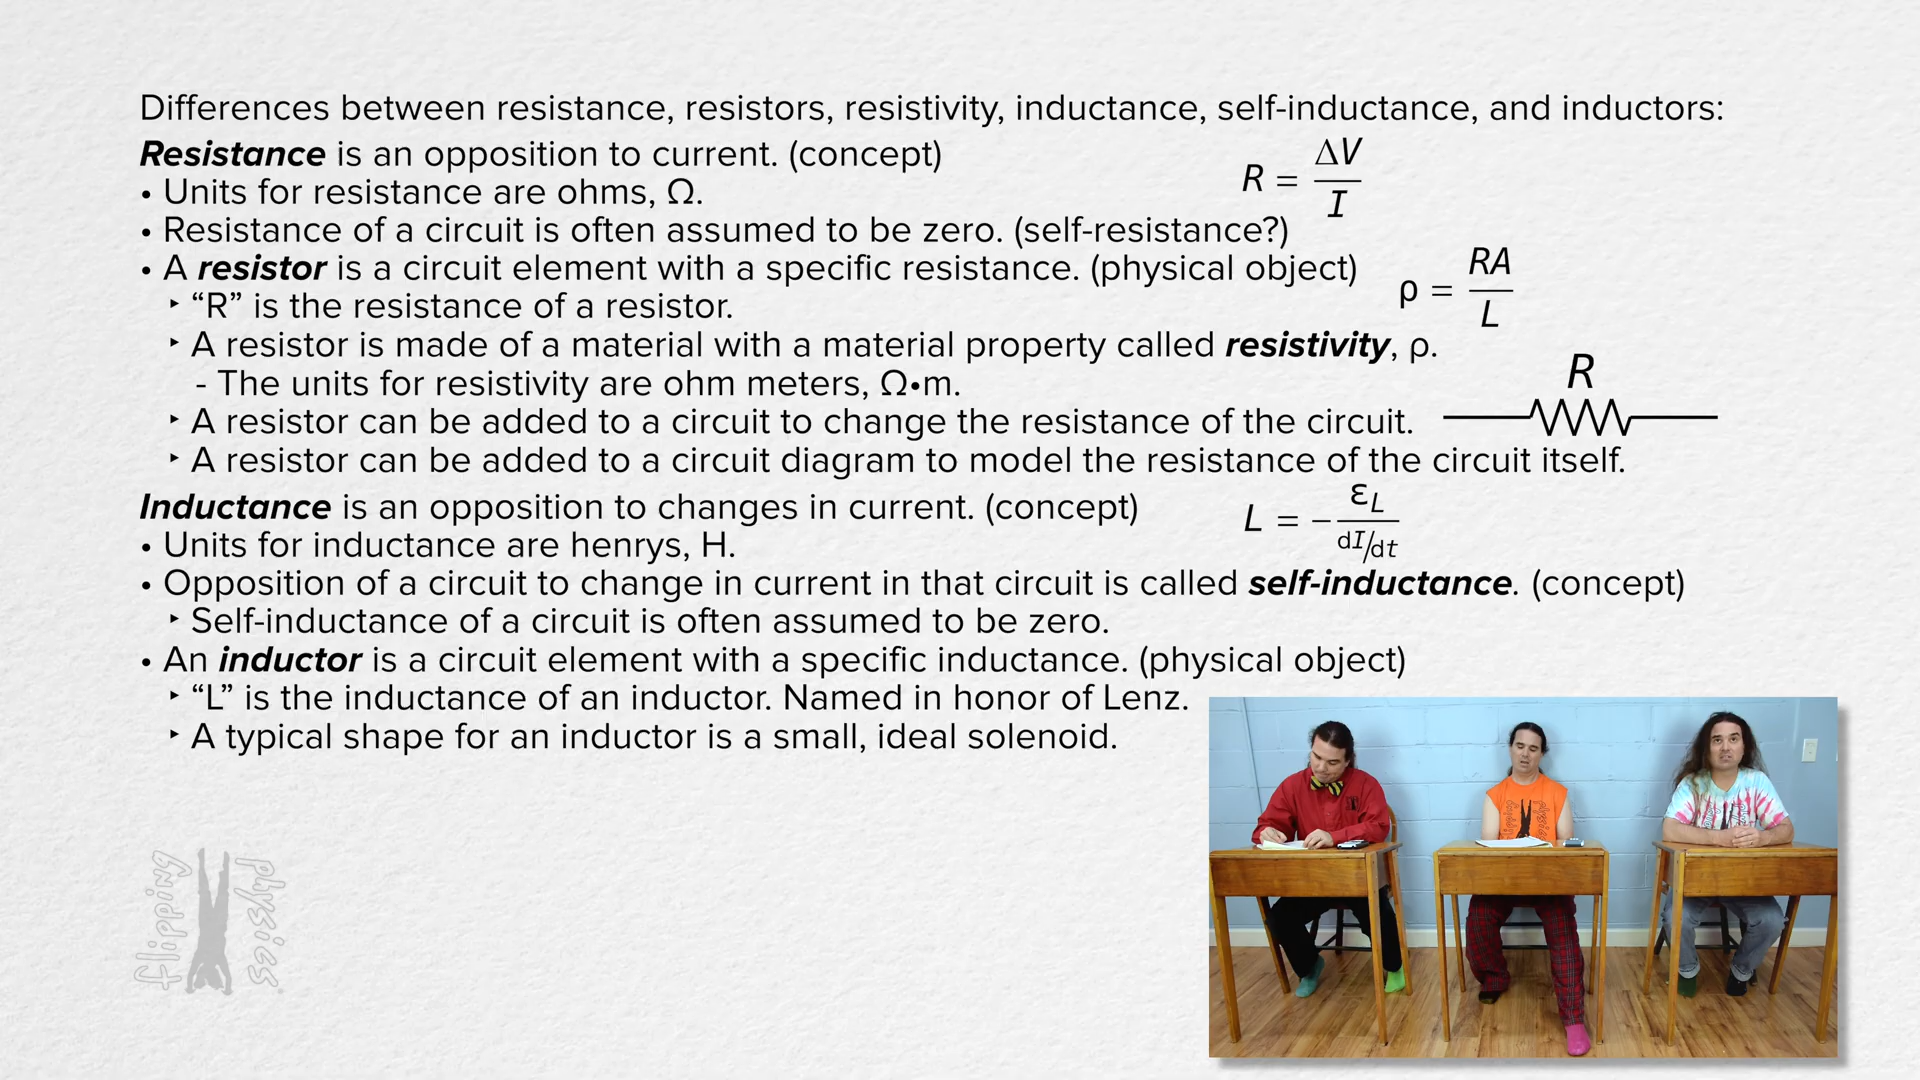 Differences between resistance, resistors, resistivity, inductance, self-inductance, and inductors:
Resistance is an opposition to current. (concept)
R = ΔV / I
• Units for resistance are ohms, Ω.
• Resistance of a circuit is often assumed to be zero. (self-resistance?)
• A resistor is a circuit element with a specific resistance. (physical object)
ρ = RA / L
‣ “R” is the resistance of a resistor.
‣ A resistor is made of a material with a material property called resistivity, ρ.
- The units for resistivity are ohm meters, Ω•m.
R
‣ A resistor can be added to a circuit to change the resistance of the circuit.
‣ A resistor can be added to a circuit diagram to model the resistance of the circuit itself.
Inductance is an opposition to changes in current. (concept)
L = − εL / dI/dt
• Units for inductance are henrys, H.
• Opposition of a circuit to change in current in that circuit is called self-inductance. (concept)
‣ Self-inductance of a circuit is often assumed to be zero.
• An inductor is a circuit element with a specific inductance. (physical object)
‣ “L” is the inductance of an inductor. Named in honor of Lenz.
‣ A typical shape for an inductor is a small, ideal solenoid.
flipping
physics
flipping
physics